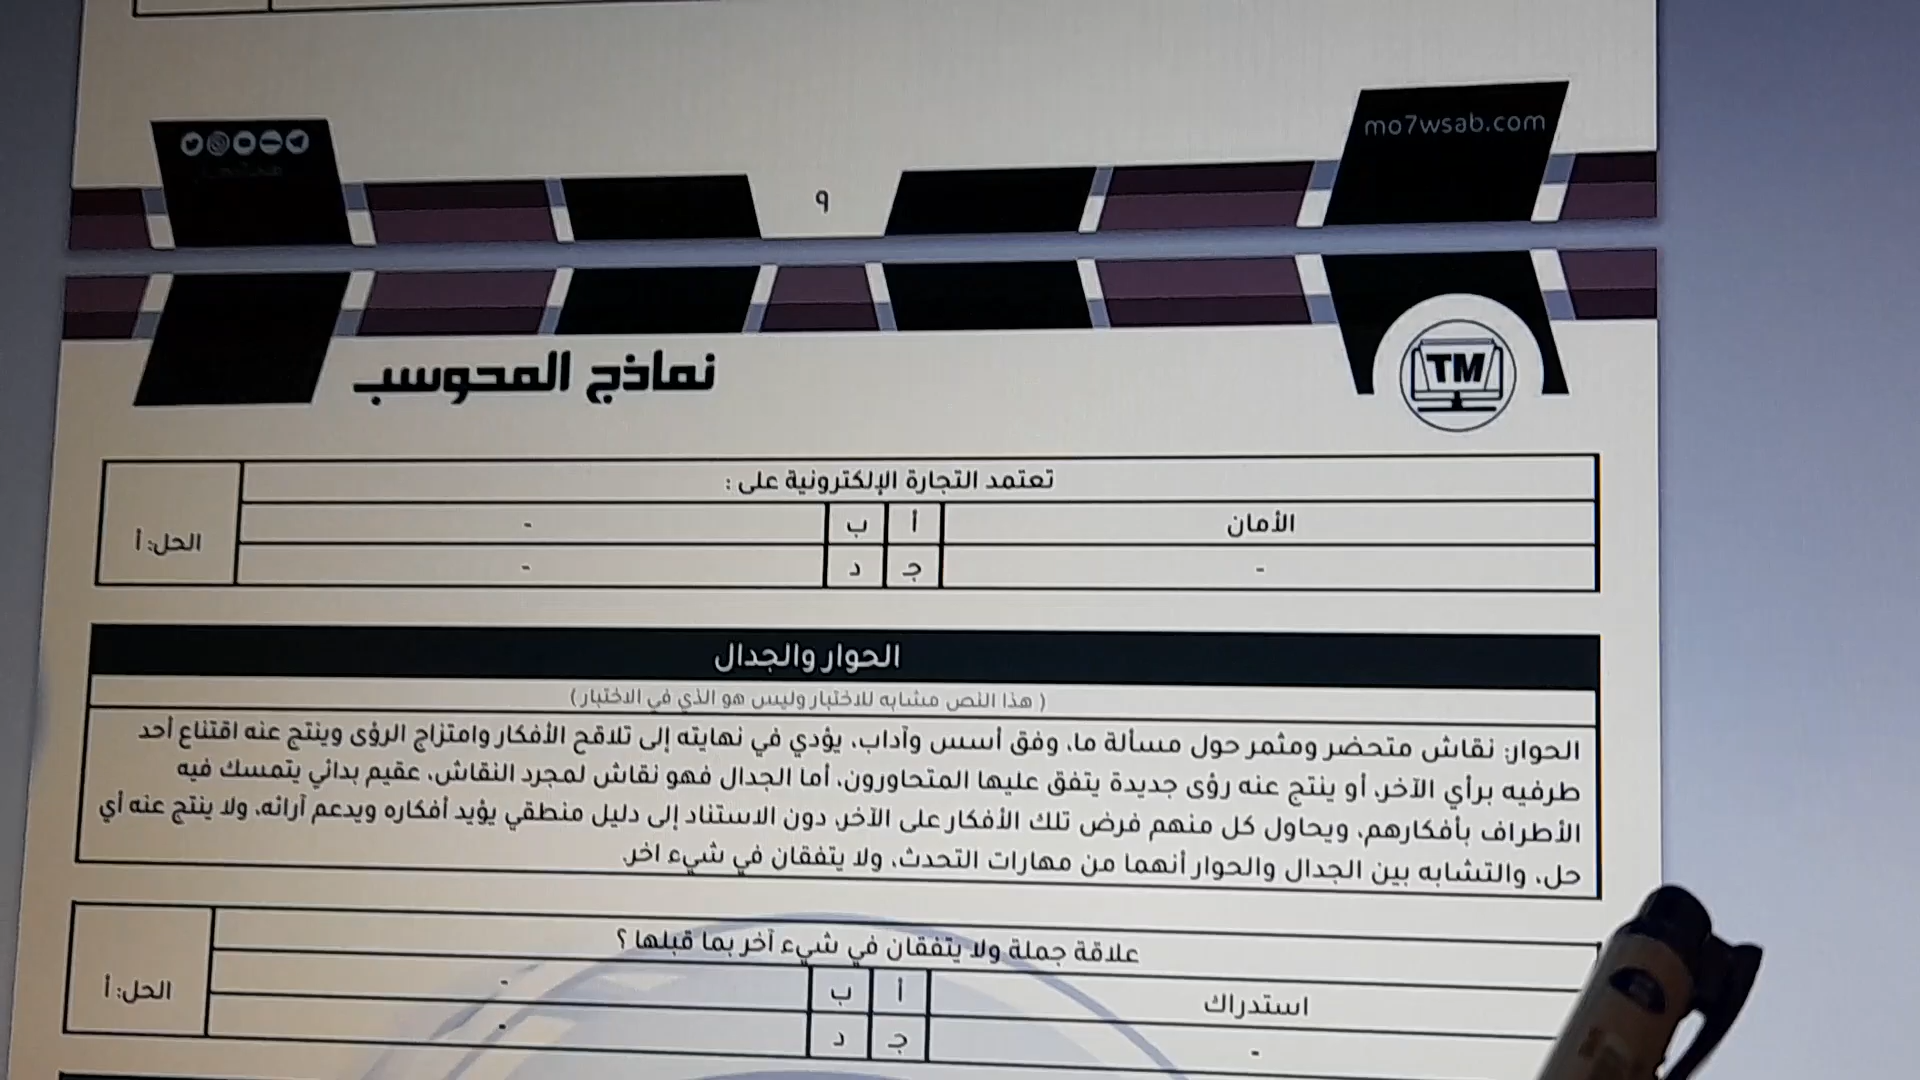 mo7wsab.com
٩
نماذج المحوسب
TM
تعتمد التجارة الإلكترونية على :
الأمان
أ
ب
-
-
ج
د
-
الحل: أ
الحوار والجدال
( هذا النص مشابه للاختبار وليس هو الذي في الاختبار )
الحوار: نقاش متحضر ومثمر حول مسألة ما، وفق أسس وآداب، يؤدي في نهايته إلى تلاقح الأفكار وامتزاج الرؤى وينتج عنه اقتناع أحد
طرفيه برأي الآخر، أو ينتج عنه رؤى جديدة يتفق عليها المتحاورون، أما الجدال فهو نقاش لمجرد النقاش، عقيم بدائي يتمسك فيه
الأطراف بأفكارهم، ويحاول كل منهم فرض تلك الأفكار على الآخر، دون الاستناد إلى دليل منطقي يؤيد أفكاره ويدعم آرائه، ولا ينتج عنه أي
حل، والتشابه بين الجدال والحوار أنهما من مهارات التحدث، ولا يتفقان في شيء اخر.
علاقة جملة ولا يتفقان في شيء آخر بما قبلها ؟
استدراك
أ
ب
-
-
ج
د
-
الحل: أ